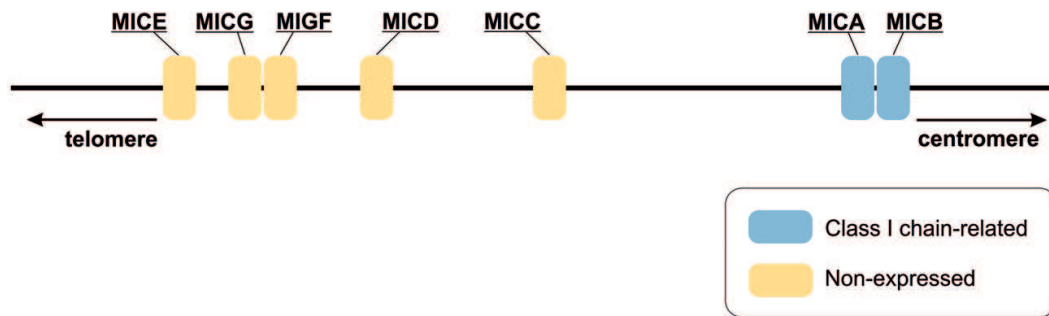 MICE MICG MIGF MICD MICC MICA MICB
telomere centromere
Class I chain-related
Non-expressed